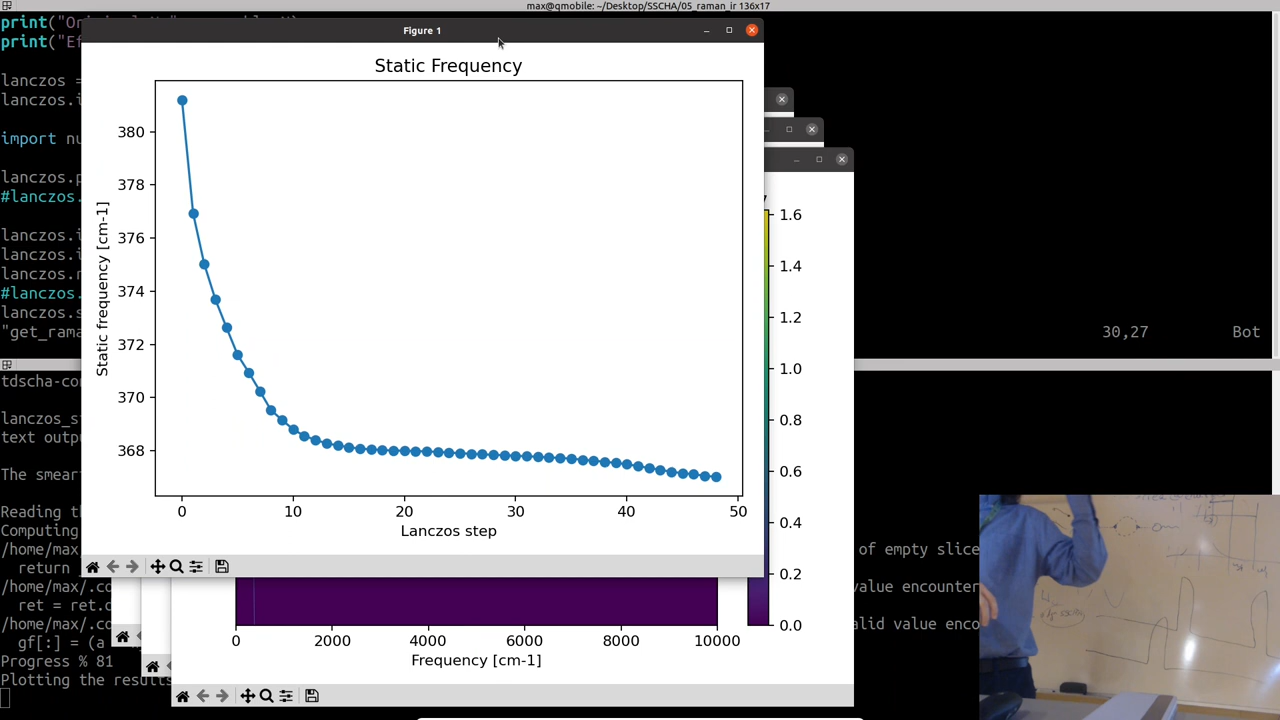 max@qmobile: ~/Desktop/SSCHA/05_raman_ir 136x17
Figure 1
Static Frequency
Static frequency [cm-1]
380
378
376
374
372
370
368
0 10 20 30 40 50
Lanczos step
1.6
1.4
1.2
1.0
0.8
0.6
0.4
0.2
0.0
0 2000 4000 6000 8000 10000
Frequency [cm-1]
print("
print("Ef
lanczos =
lanczos.i
import nu
lanczos.p
#lanczos.
lanczos.i
lanczos.i
lanczos.
#lanczos.
lanczos.s
"get_rama
30,27 Bot
tdscha-co
lanczos_s
text outpu
The smear
Reading th
Computing
/home/max/ of empty slice
return
/home/max/.co value encounter
ret = ret.c
/home/max/.co alid value enco
gf[:] = (a
Progress % 81
Plotting the results